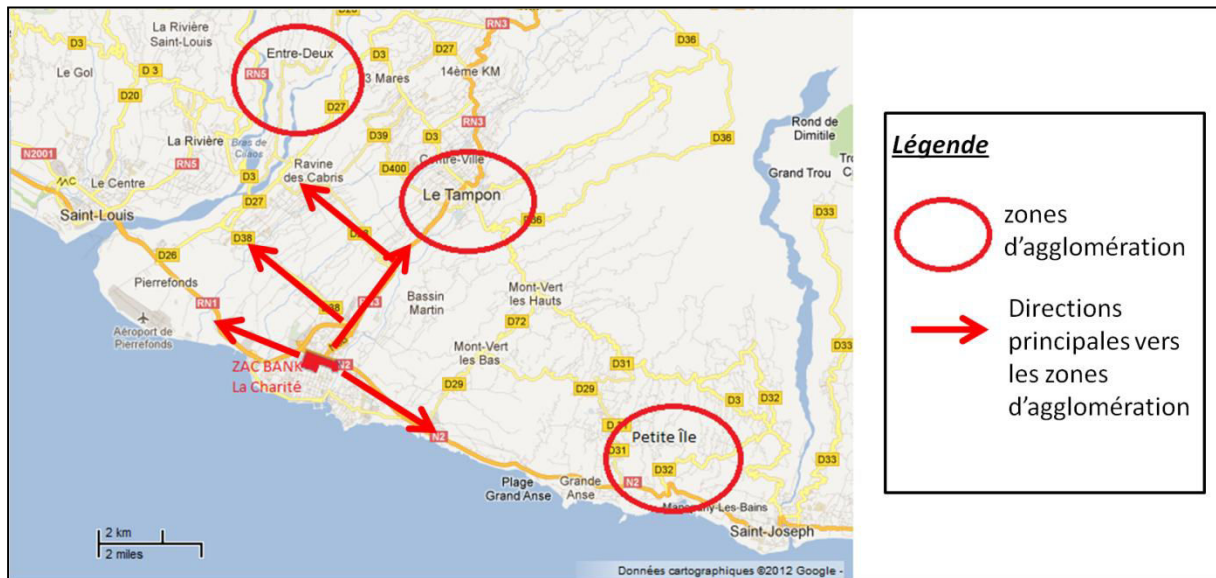 La Rivière
Saint-Louis
D3
Le Gol
D 3
D20
Entre-Deux
RN5
D27
D3
3 Mares
D27
14ème KM
RN3
D36
RN3
D39
D3
D36
La Rivière
RN5
Bras de
Cilaos
N2001
Le Centre
Saint-Louis
D3
D27
Ravine
des Cabris
D400
Centre-Ville
Le Tampon
D36
Rond de
Dimitile
Grand Trou
D33
D38
D26
Pierrefonds
RN1
Aéroport de
Pierrefonds
Bassin
Martin
Mont-Vert
les Hauts
D72
Mont-Vert
les Bas
D29
D31
D29
D3
D32
ZAC BANK
La Charité
N2
N2
Petite Île
D31
D32
D33
N2
Plage
Grand Anse
Grande
Anse
Saint-Joseph
2 km
2 miles
Données cartographiques ©2012 Google -
Légende
zones
d'agglomération
Directions
principales vers
les zones
d'agglomération